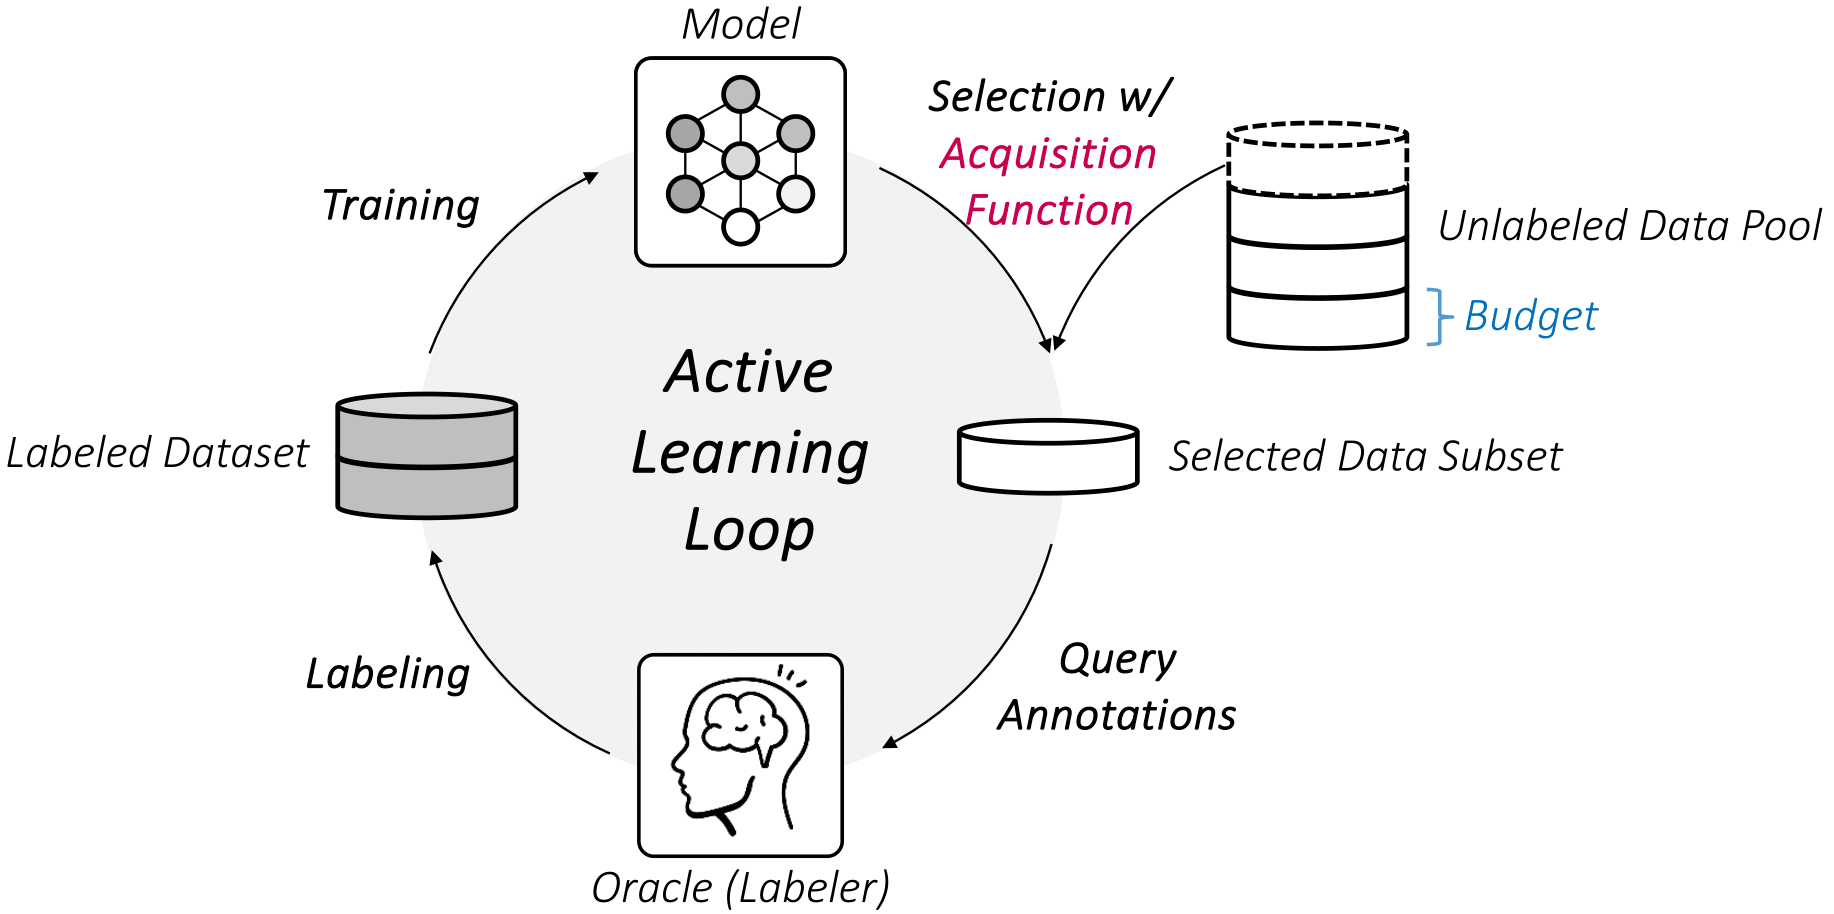 Model
Selection w/
Acquisition
Function
Training
Unlabeled Data Pool
Budget
Active
Learning
Loop
Labeled Dataset
Selected Data Subset
Labeling
Query
Annotations
Oracle (Labeler)